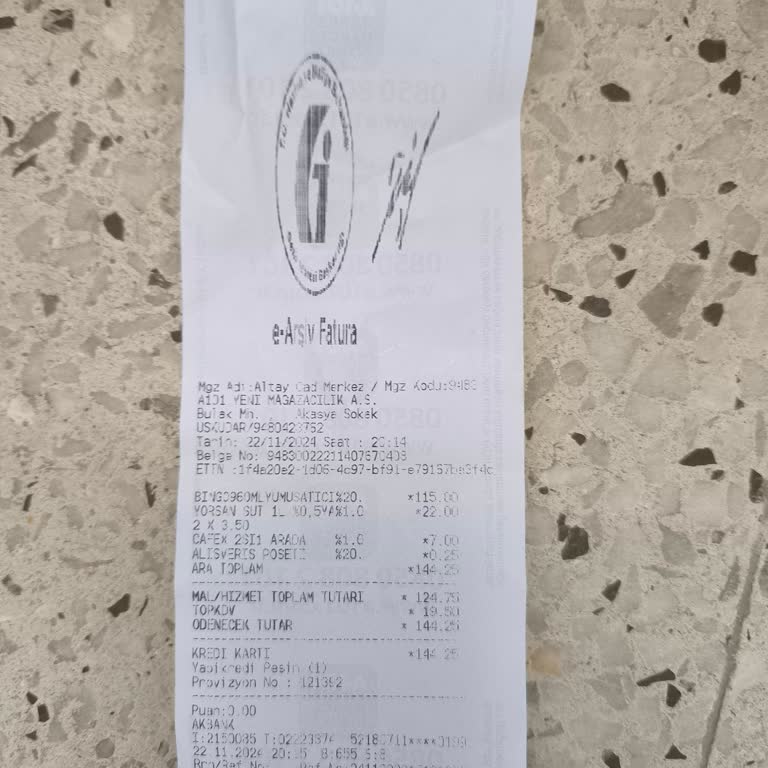 e-Arşiv Fatura
Mgz Adı:Altay Cad Merkez / Mgz Kodu:
A101 YENI MAGAZACILIK A.S.
Mh. Akasya Sokak
USKUDAR/
Tarih: 22/11/2024 Saat : 20:14
Belge No:
ETTN :
BINGO960MLYUMUSATICI%20. *115.00
YORSAN SUT 1L %0,5YA%1.0 *22.00
2 X 3.50
CAFEX 2SI1 ARADA %1.0 *7.00
ALISVERIS POSETI %20. *0.25
ARA TOPLAM *144.25
MAL/HIZMET TOPLAM TUTARI * 124.75
TOPKDV * 19.50
ODENECEK TUTAR * 144.25
KREDI KARTI *144.25
Yapikredi Pesin (1)
Provizyon No : 121392
Puan:0.00
AKBANK
22.11.2024